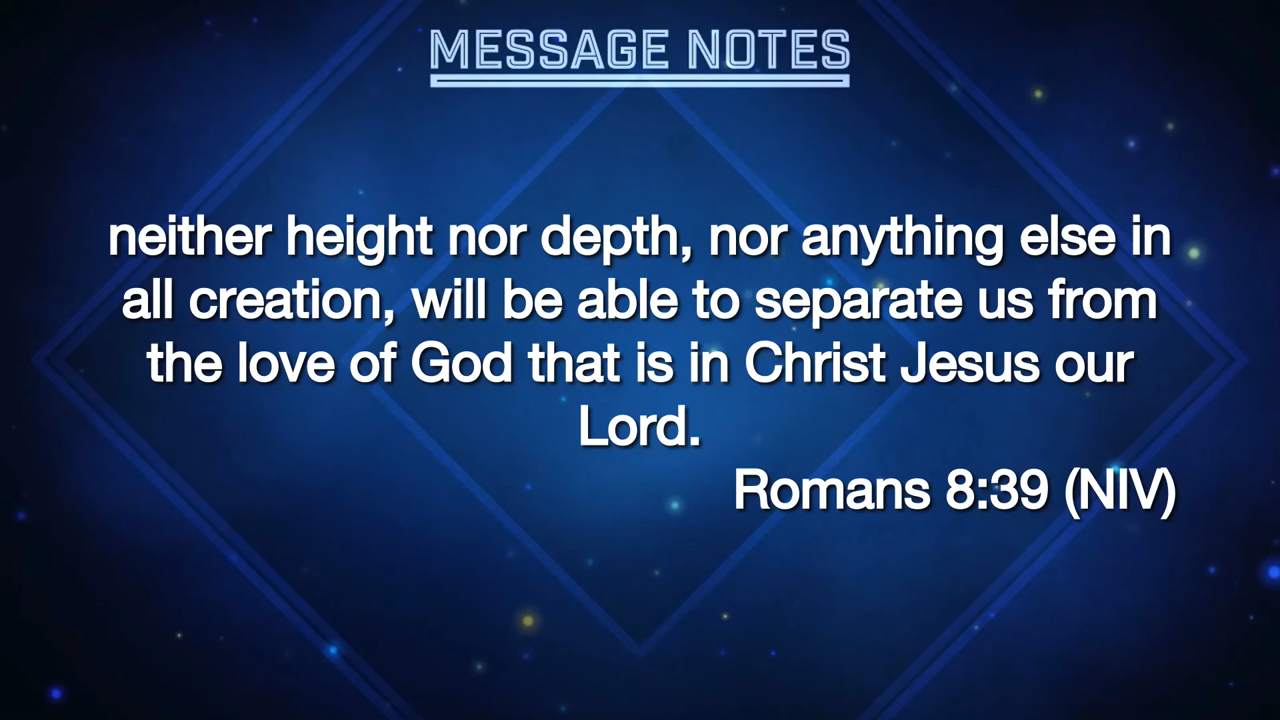 MESSAGE NOTES
neither height nor depth, nor anything else in
all creation, will be able to separate us from
the love of God that is in Christ Jesus our
Lord.
Romans 8:39 (NIV)